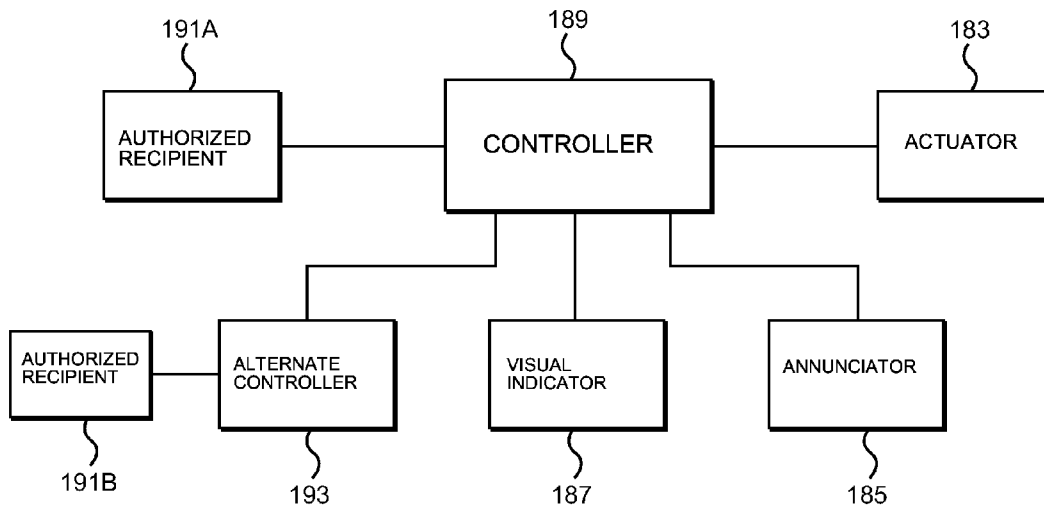 191A
189
183
AUTHORIZED
RECIPIENT
CONTROLLER
ACTUATOR
AUTHORIZED
RECIPIENT
ALTERNATE
CONTROLLER
VISUAL
INDICATOR
ANNUNCIATOR
191B
193
187
185